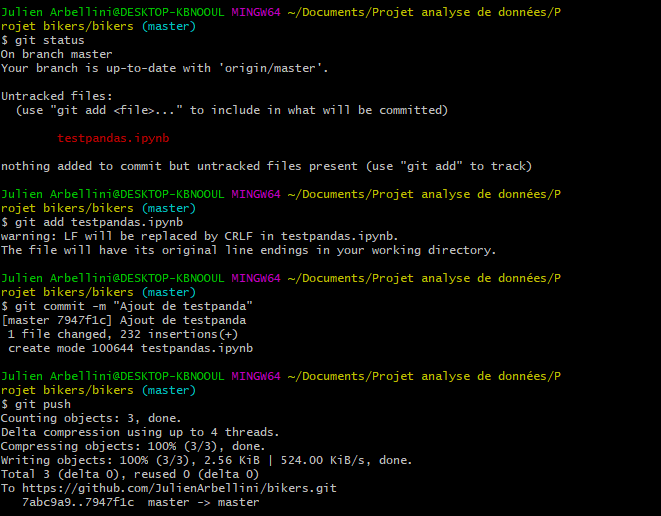 Julien Arbellini@DESKTOP-KBNOOUL MINGW64 ~/Documents/Projet analyse de données/P
rojet bikers/bikers (master)
$ git status
On branch master
Your branch is up-to-date with 'origin/master'.
Untracked files:
  (use "git add <file>..." to include in what will be committed)
        testpandas.ipynb
nothing added to commit but untracked files present (use "git add" to track)
Julien Arbellini@DESKTOP-KBNOOUL MINGW64 ~/Documents/Projet analyse de données/P
rojet bikers/bikers (master)
$ git add testpandas.ipynb
warning: LF will be replaced by CRLF in testpandas.ipynb.
The file will have its original line endings in your working directory.
Julien Arbellini@DESKTOP-KBNOOUL MINGW64 ~/Documents/Projet analyse de données/P
rojet bikers/bikers (master)
$ git commit -m "Ajout de testpanda"
[master 7947f1c] Ajout de testpanda
 1 file changed, 232 insertions(+)
 create mode 100644 testpandas.ipynb
Julien Arbellini@DESKTOP-KBNOOUL MINGW64 ~/Documents/Projet analyse de données/P
rojet bikers/bikers (master)
$ git push
Counting objects: 3, done.
Delta compression using up to 4 threads.
Compressing objects: 100% (3/3), done.
Writing objects: 100% (3/3), 2.56 KiB | 524.00 KiB/s, done.
Total 3 (delta 0), reused 0 (delta 0)
To https://github.com/JulienArbellini/bikers.git
   7abc9a9..7947f1c  master -> master